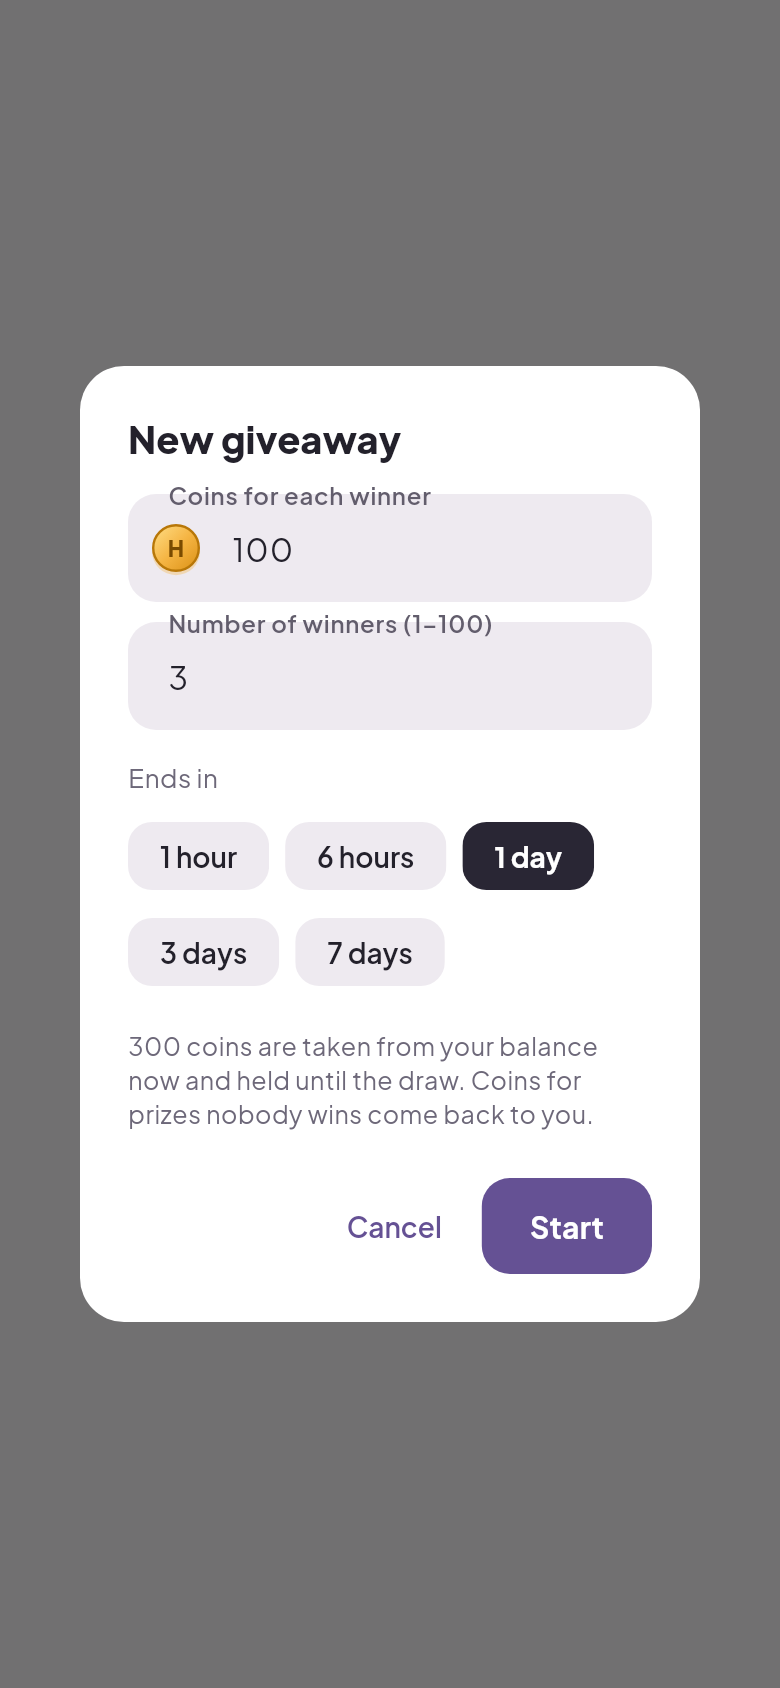 New giveaway
Coins for each winner
H 100
Number of winners (1–100)
3
Ends in
1 hour 6 hours 1 day
3 days 7 days
300 coins are taken from your balance
now and held until the draw. Coins for
prizes nobody wins come back to you.
Cancel Start